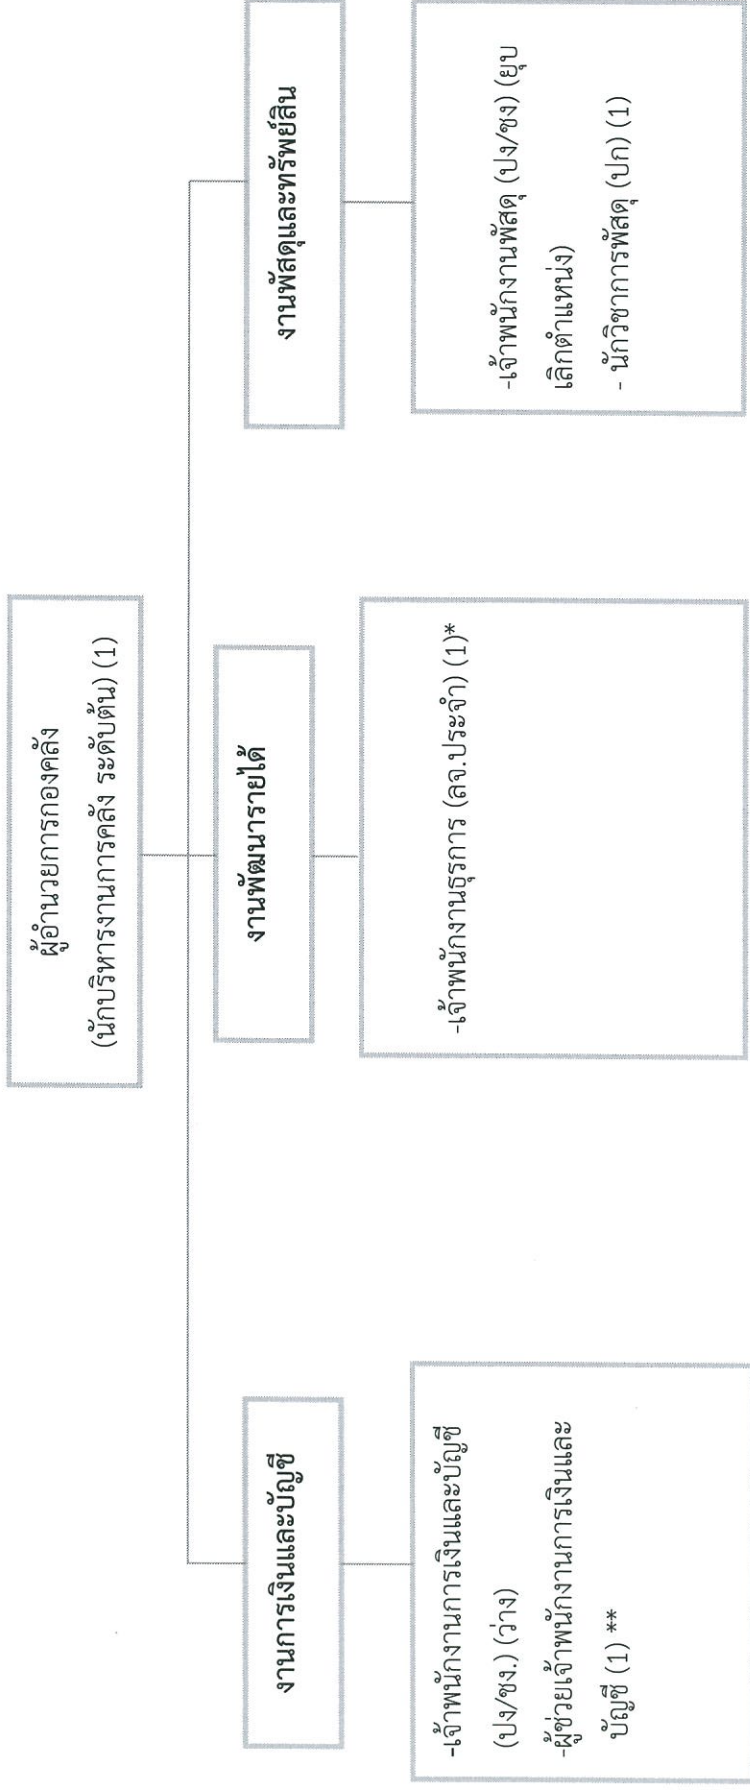 ผู้อำนวยการกองคลัง
(นักบริหารงานการคลัง ระดับต้น) (1)
งานการเงินและบัญชี
-เจ้าพนักงานการเงินและบัญชี
(ปง/ชง.) (ว่าง)
-ผู้ช่วยเจ้าพนักงานการเงินและ
บัญชี (1) **
งานพัฒนารายได้
-เจ้าพนักงานธุรการ (ลจ.ประจำ) (1)*
งานพัสดุและทรัพย์สิน
-เจ้าพนักงานพัสดุ (ปง/ชง) (ยุบ
เลิกตำแหน่ง)
- นักวิชาการพัสดุ (ปก) (1)